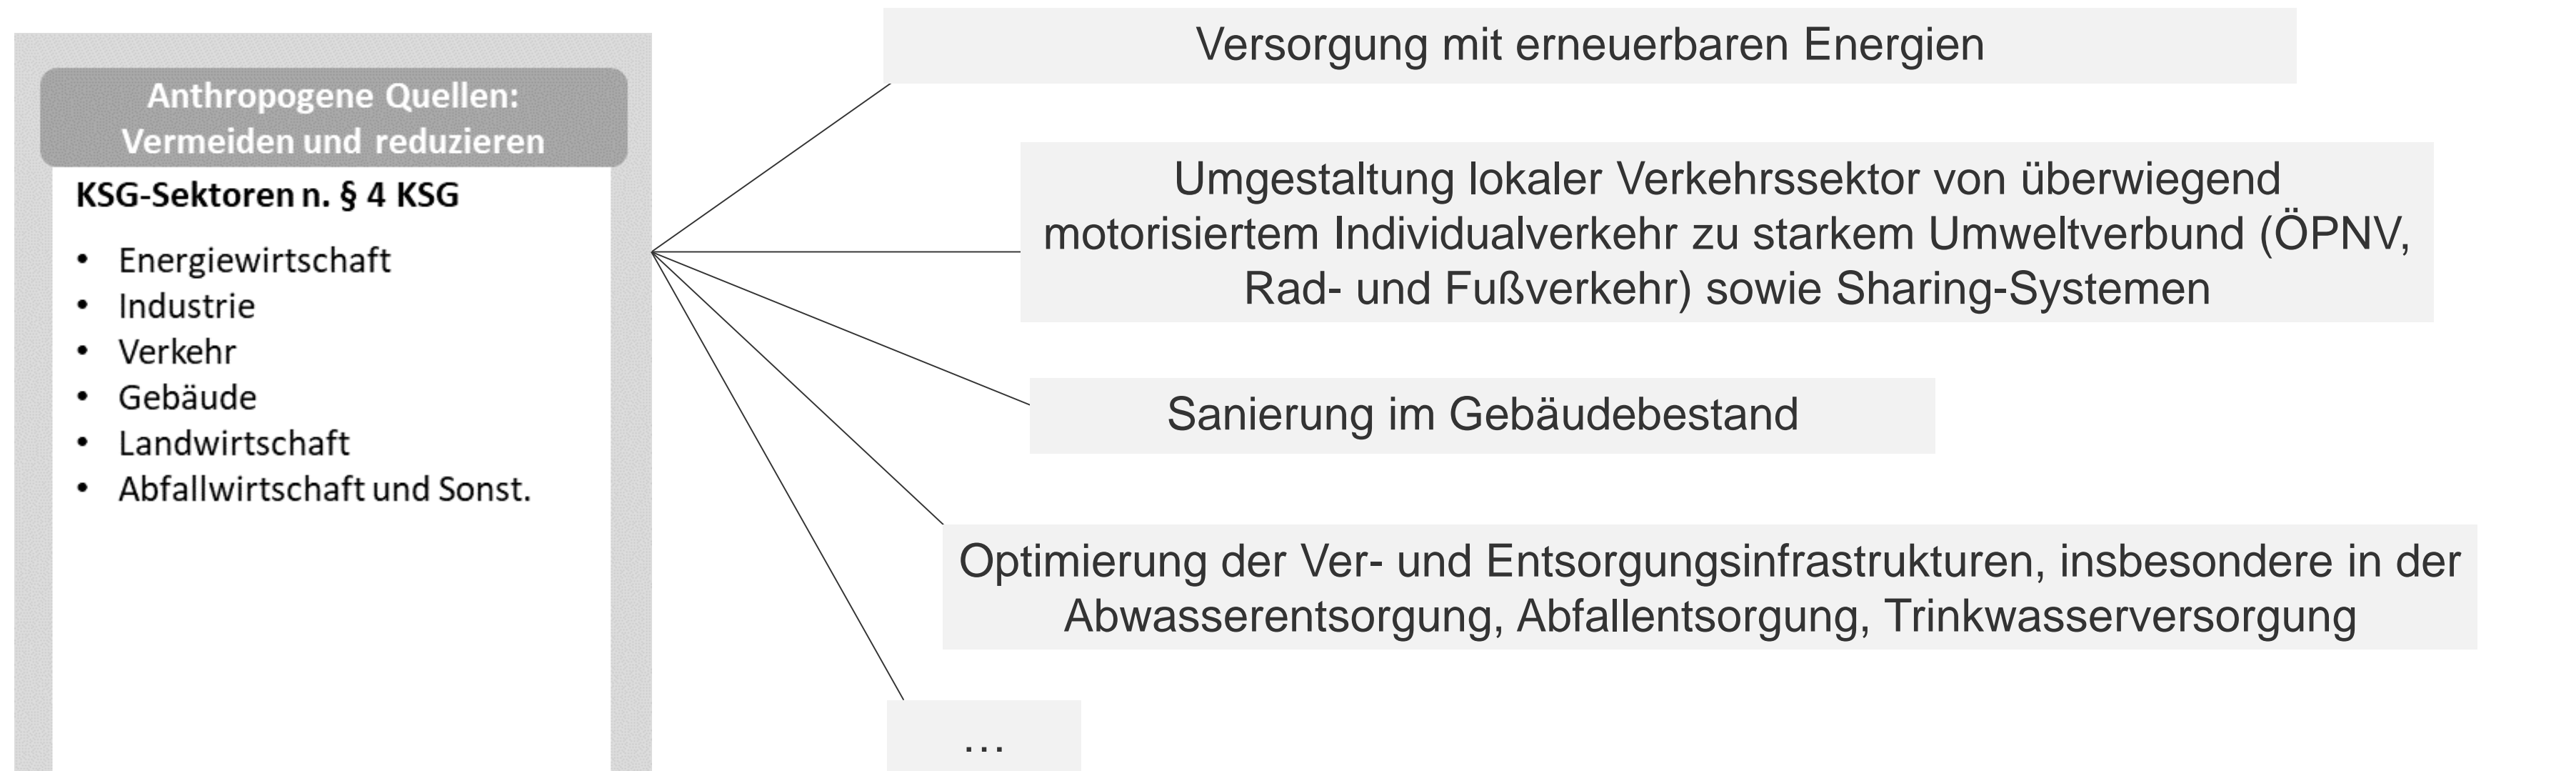 Anthropogene Quellen:
Vermeiden und reduzieren
KSG-Sektoren n. § 4 KSG
• Energiewirtschaft
• Industrie
• Verkehr
• Gebäude
• Landwirtschaft
• Abfallwirtschaft und Sonst.
Versorgung mit erneuerbaren Energien
Umgestaltung lokaler Verkehrssektor von überwiegend
motorisiertem Individualverkehr zu starkem Umweltverbund (ÖPNV,
Rad- und Fußverkehr) sowie Sharing-Systemen
Sanierung im Gebäudebestand
Optimierung der Ver- und Entsorgungsinfrastrukturen, insbesondere in der
Abwasserentsorgung, Abfallentsorgung, Trinkwasserversorgung
…